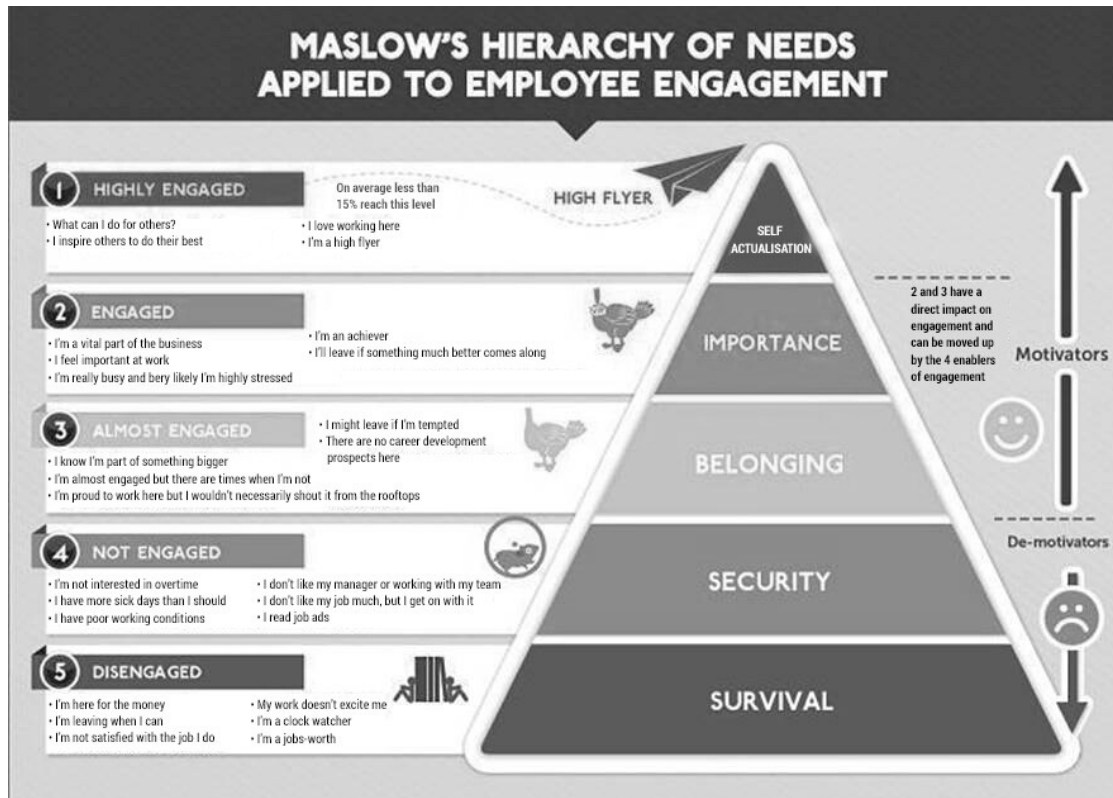 MASLOW'S HIERARCHY OF NEEDS
APPLIED TO EMPLOYEE ENGAGEMENT
1 HIGHLY ENGAGED
On average less than
15% reach this level
HIGH FLYER
• What can I do for others?
• I inspire others to do their best
• I love working here
• I'm a high flyer
SELF
ACTUALISATION
2 ENGAGED
• I'm a vital part of the business
• I feel important at work
• I'm really busy and bery likely I'm highly stressed
• I'm an achiever
• I'll leave if something much better comes along
IMPORTANCE
2 and 3 have a
direct impact on
engagement and
can be moved up
by the 4 enablers
of engagement
Motivators
3 ALMOST ENGAGED
• I might leave if I'm tempted
• There are no career development
prospects here
• I know I'm part of something bigger
• I'm almost engaged but there are times when I'm not
• I'm proud to work here but I wouldn't necessarily shout it from the rooftops
BELONGING
De-motivators
4 NOT ENGAGED
• I'm not interested in overtime
• I have more sick days than I should
• I have poor working conditions
• I don't like my manager or working with my team
• I don't like my job much, but I get on with it
• I read job ads
SECURITY
5 DISENGAGED
• I'm here for the money
• I'm leaving when I can
• I'm not satisfied with the job I do
• My work doesn't excite me
• I'm a clock watcher
• I'm a jobs-worth
SURVIVAL